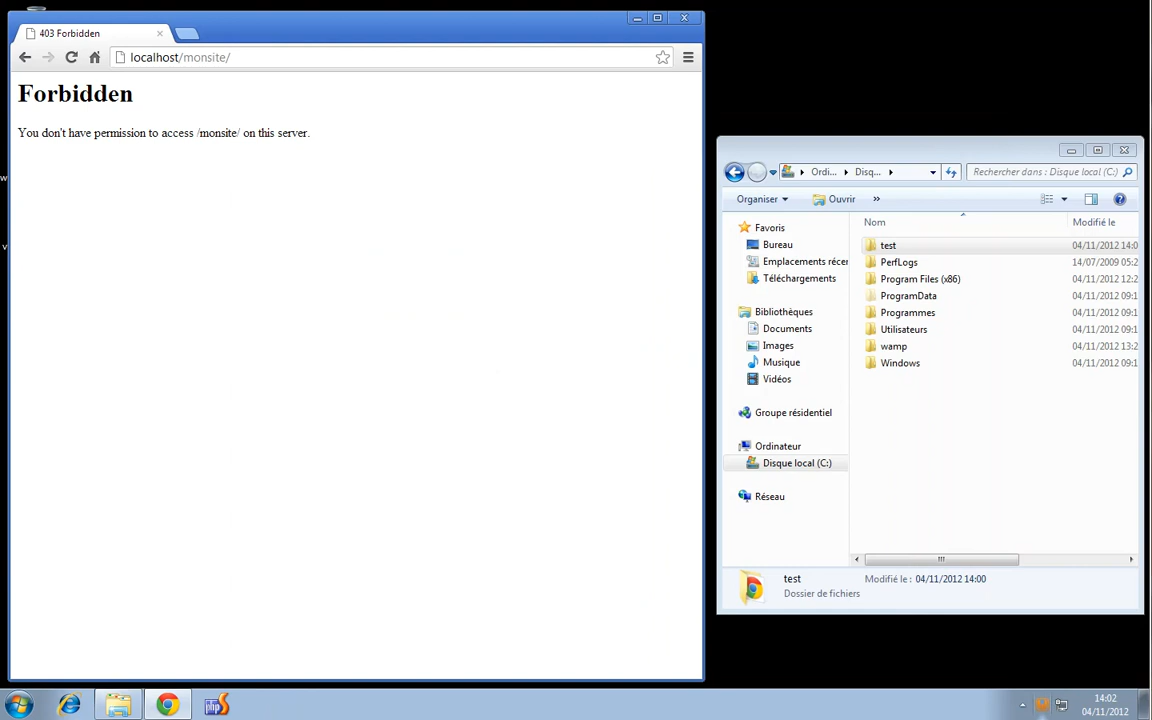 403 Forbidden
localhost/monsite/
Forbidden
You don't have permission to access /monsite/ on this server.
Ordi... Disq...
Rechercher dans : Disque local (C:)
Organiser
Ouvrir
»
Favoris
Bureau
Emplacements récer
Téléchargements
Bibliothèques
Documents
Images
Musique
Vidéos
Groupe résidentiel
Ordinateur
Disque local (C:)
Réseau
Nom Modifié le
test 04/11/2012 14:0
PerfLogs 14/07/2009 05:2
Program Files (x86) 04/11/2012 12:2
ProgramData 04/11/2012 09:1
Programmes 04/11/2012 09:1
Utilisateurs 04/11/2012 09:1
wamp 04/11/2012 13:2
Windows 04/11/2012 09:1
test Modifié le : 04/11/2012 14:00
Dossier de fichiers
w
v
php
14:02
04/11/2012